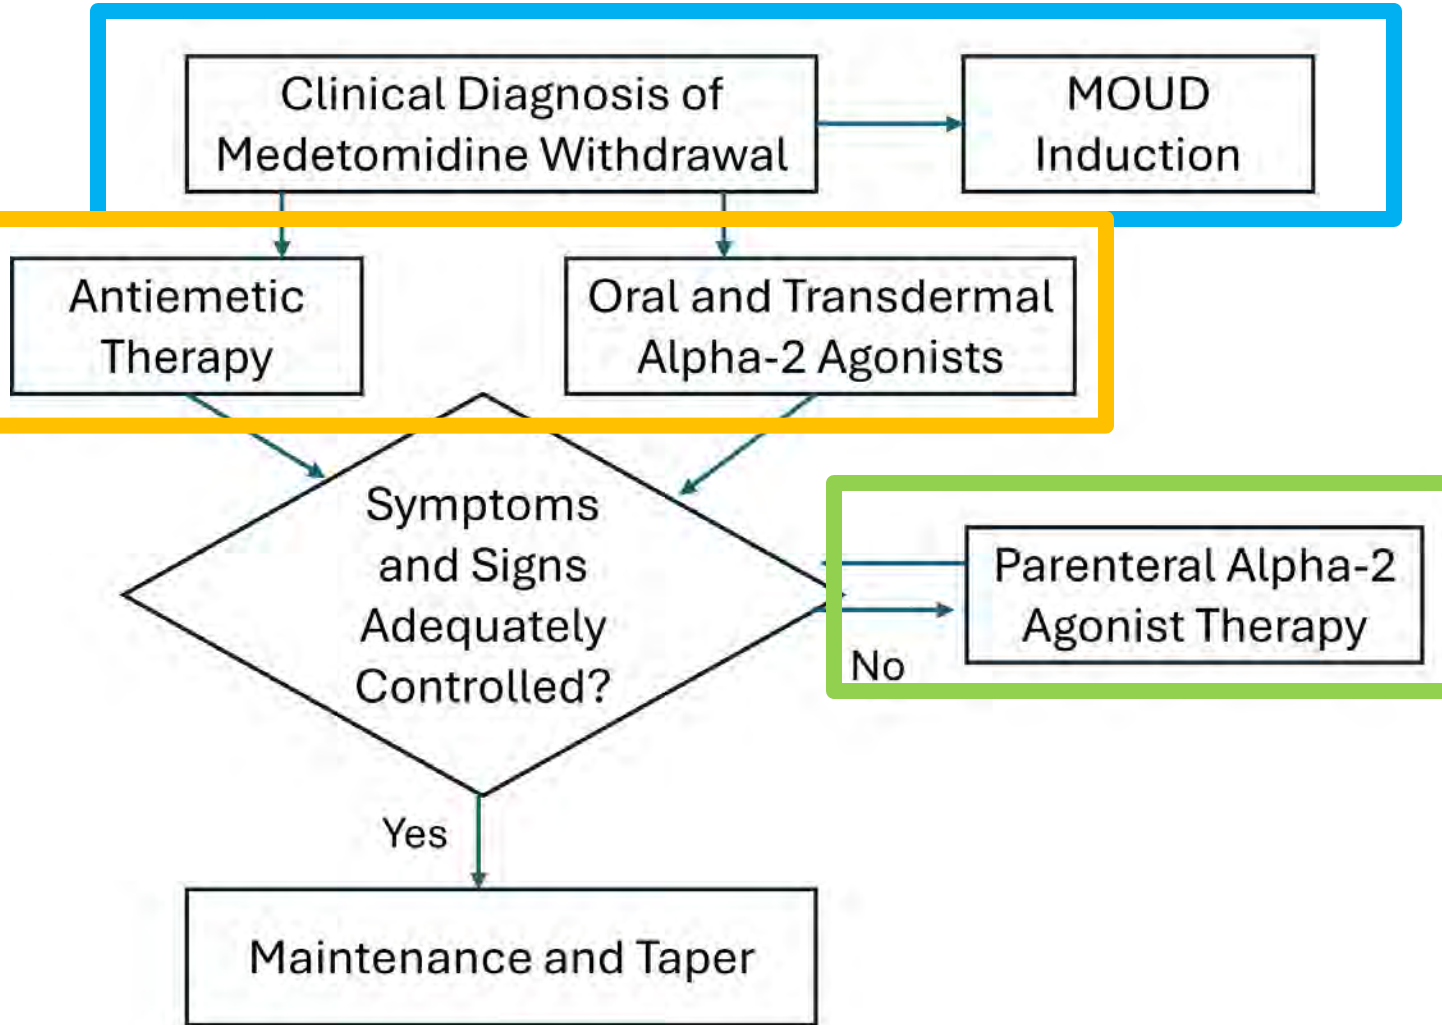 Clinical Diagnosis of
Medetomidine Withdrawal
MOUD
Induction
Antiemetic
Therapy
Oral and Transdermal
Alpha-2 Agonists
Symptoms
and Signs
Adequately
Controlled?
Parenteral Alpha-2
Agonist Therapy
No
Yes
Maintenance and Taper